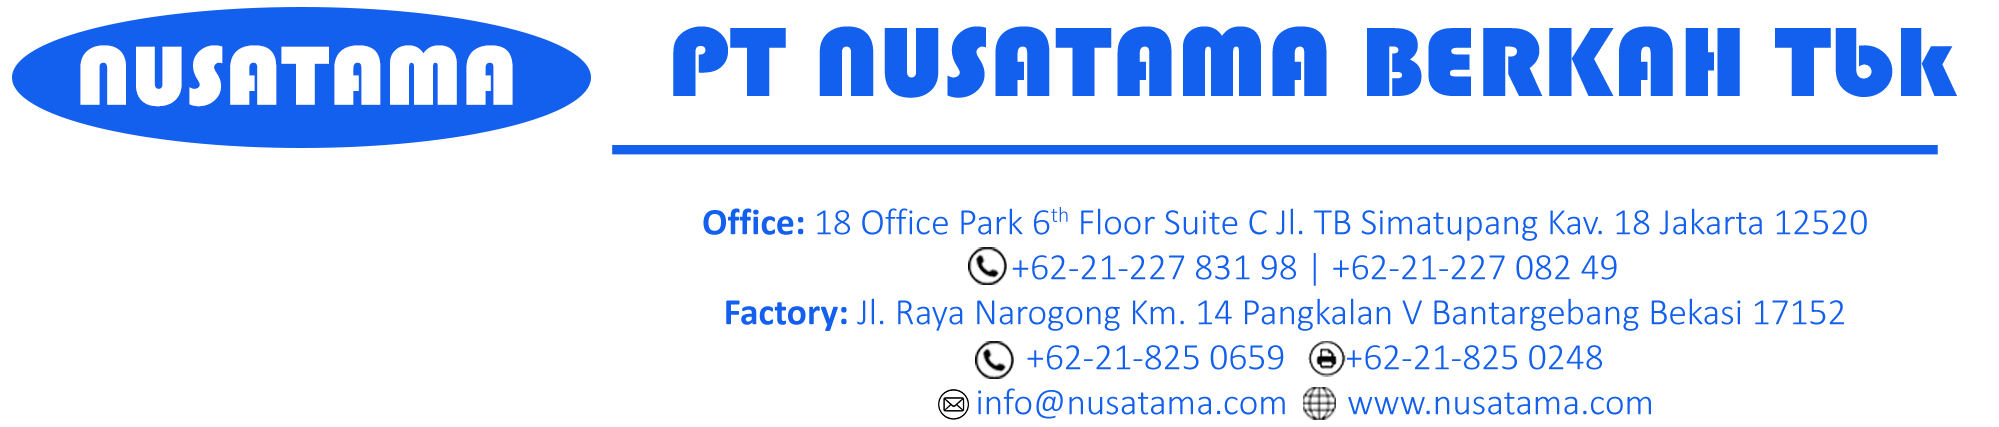 NUSATAMA
PT NUSATAMA BERKAH Tbk
Office: 18 Office Park 6th Floor Suite C Jl. TB Simatupang Kav. 18 Jakarta 12520
+62-21-227 831 98 | +62-21-227 082 49
Factory: Jl. Raya Narogong Km. 14 Pangkalan V Bantargebang Bekasi 17152
+62-21-825 0659 +62-21-825 0248
info@nusatama.com www.nusatama.com